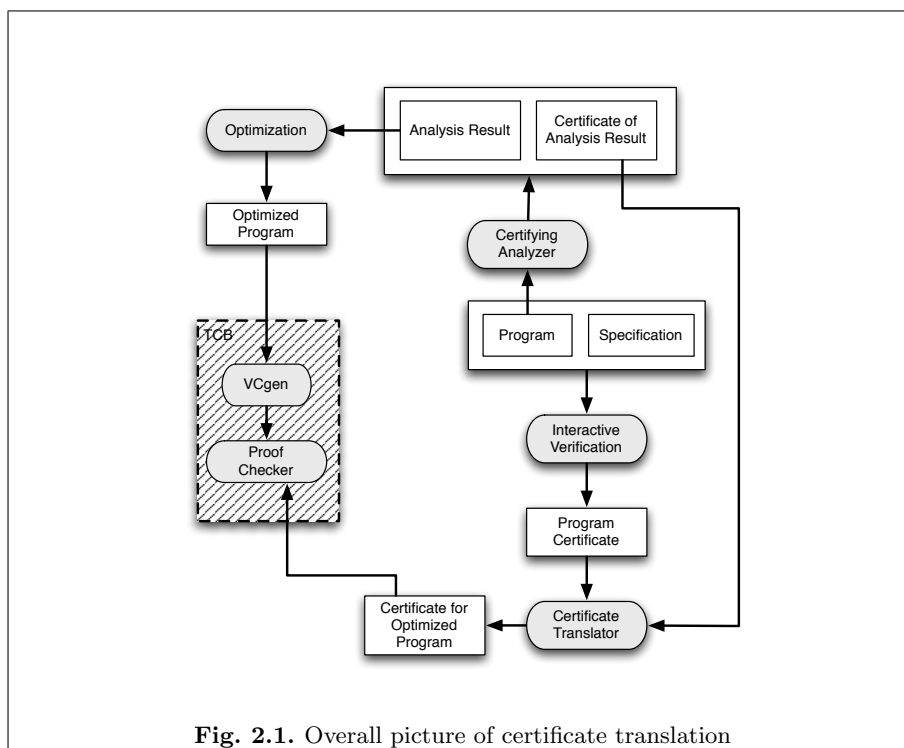 Optimization
Analysis Result
Certificate of
Analysis Result
Optimized
Program
Certifying
Analyzer
TCB
Program
Specification
VCgen
Interactive
Verification
Proof
Checker
Program
Certificate
Certificate for
Optimized
Program
Certificate
Translator
Fig. 2.1. Overall picture of certificate translation